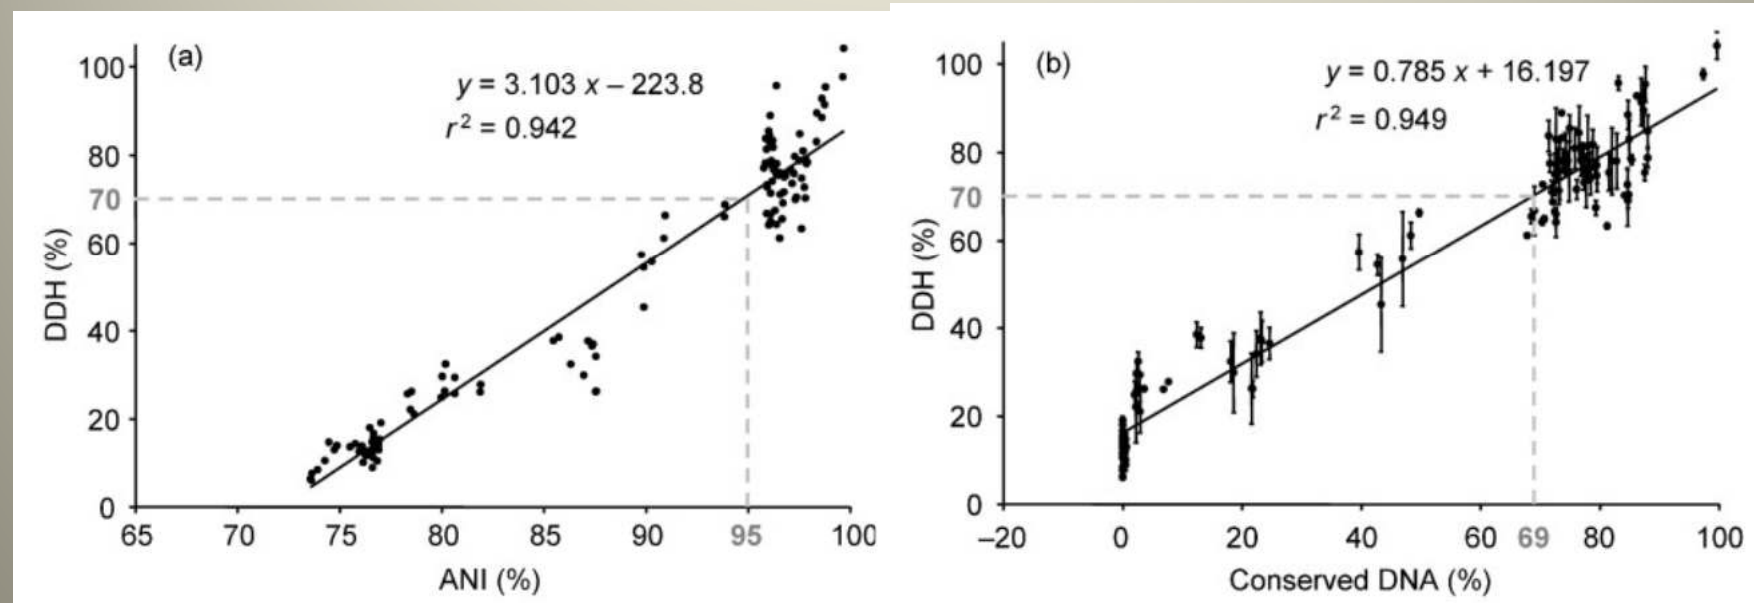 (a)
y = 3.103 x – 223.8
r² = 0.942
100
80
70
60
40
20
0
DDH (%)
65 70 75 80 85 90 95 100
ANI (%)
(b)
y = 0.785 x + 16.197
r² = 0.949
100
80
70
60
40
20
0
DDH (%)
–20 0 20 40 60 69 80 100
Conserved DNA (%)